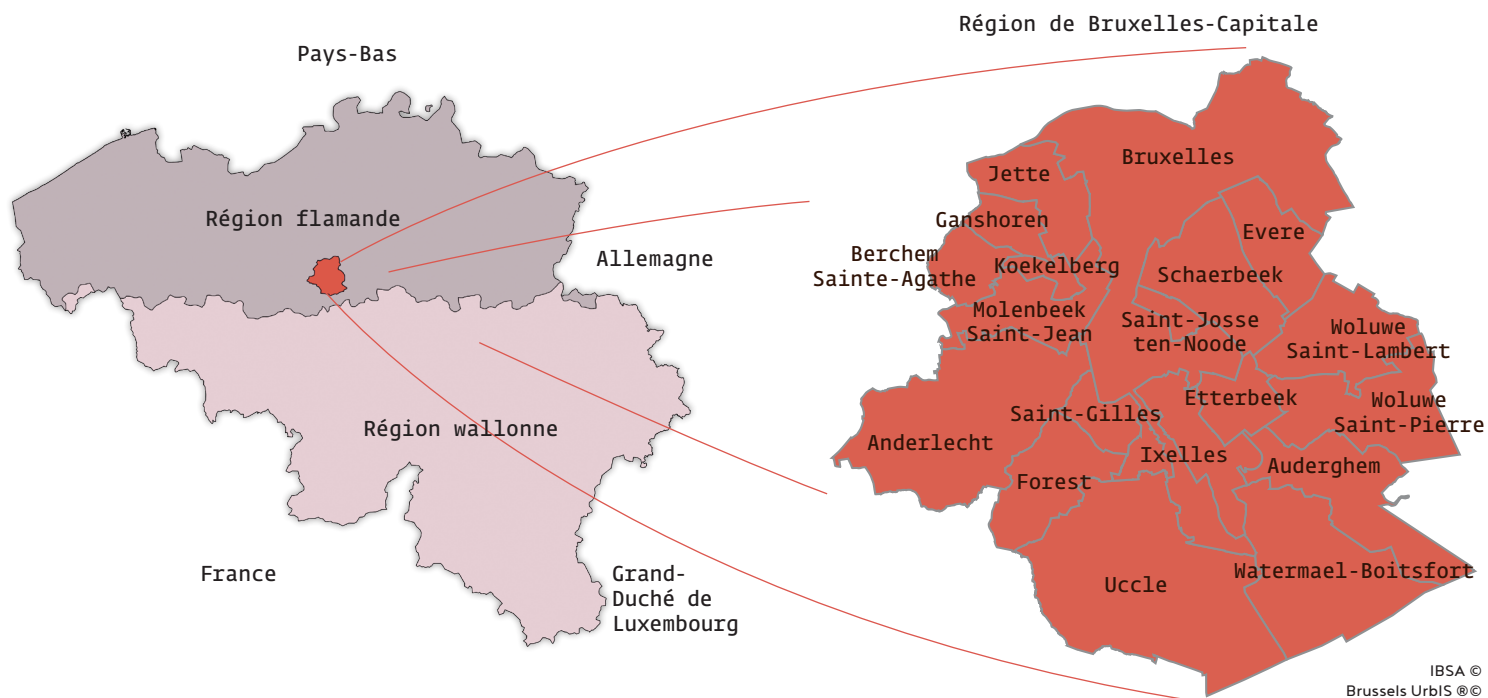 Région de Bruxelles-Capitale
Pays-Bas
Région flamande
Allemagne
Région wallonne
France
Grand-
Duché de
Luxembourg
Bruxelles
Jette
Ganshoren
Evere
Berchem
Sainte-Agathe
Koekelberg
Schaerbeek
Molenbeek
Saint-Jean
Saint-Josse
ten-Noode
Woluwe
Saint-Lambert
Etterbeek
Woluwe
Saint-Pierre
Saint-Gilles
Anderlecht
Ixelles
Auderghem
Forest
Uccle
Watermael-Boitsfort
IBSA ©
Brussels UrbIS ®©